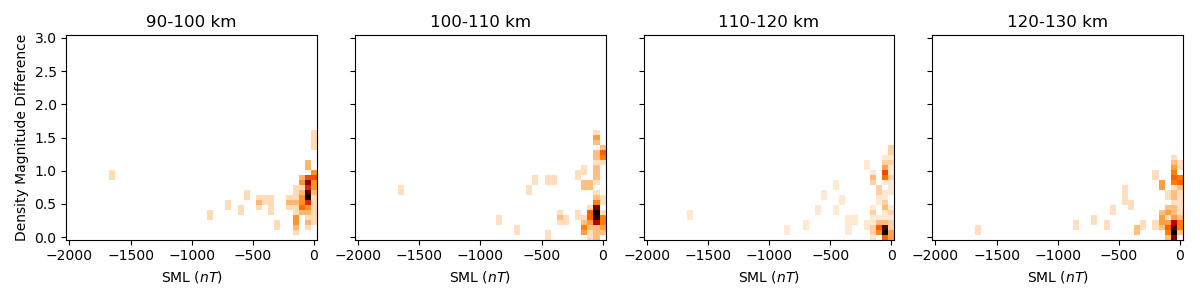 90-100 km 100-110 km 110-120 km 120-130 km
3.0
2.5
2.0
1.5
1.0
0.5
0.0
Density Magnitude Difference
−2000 −1500 −1000 −500 0 −2000 −1500 −1000 −500 0 −2000 −1500 −1000 −500 0 −2000 −1500 −1000 −500 0
SML (nT) SML (nT) SML (nT) SML (nT)